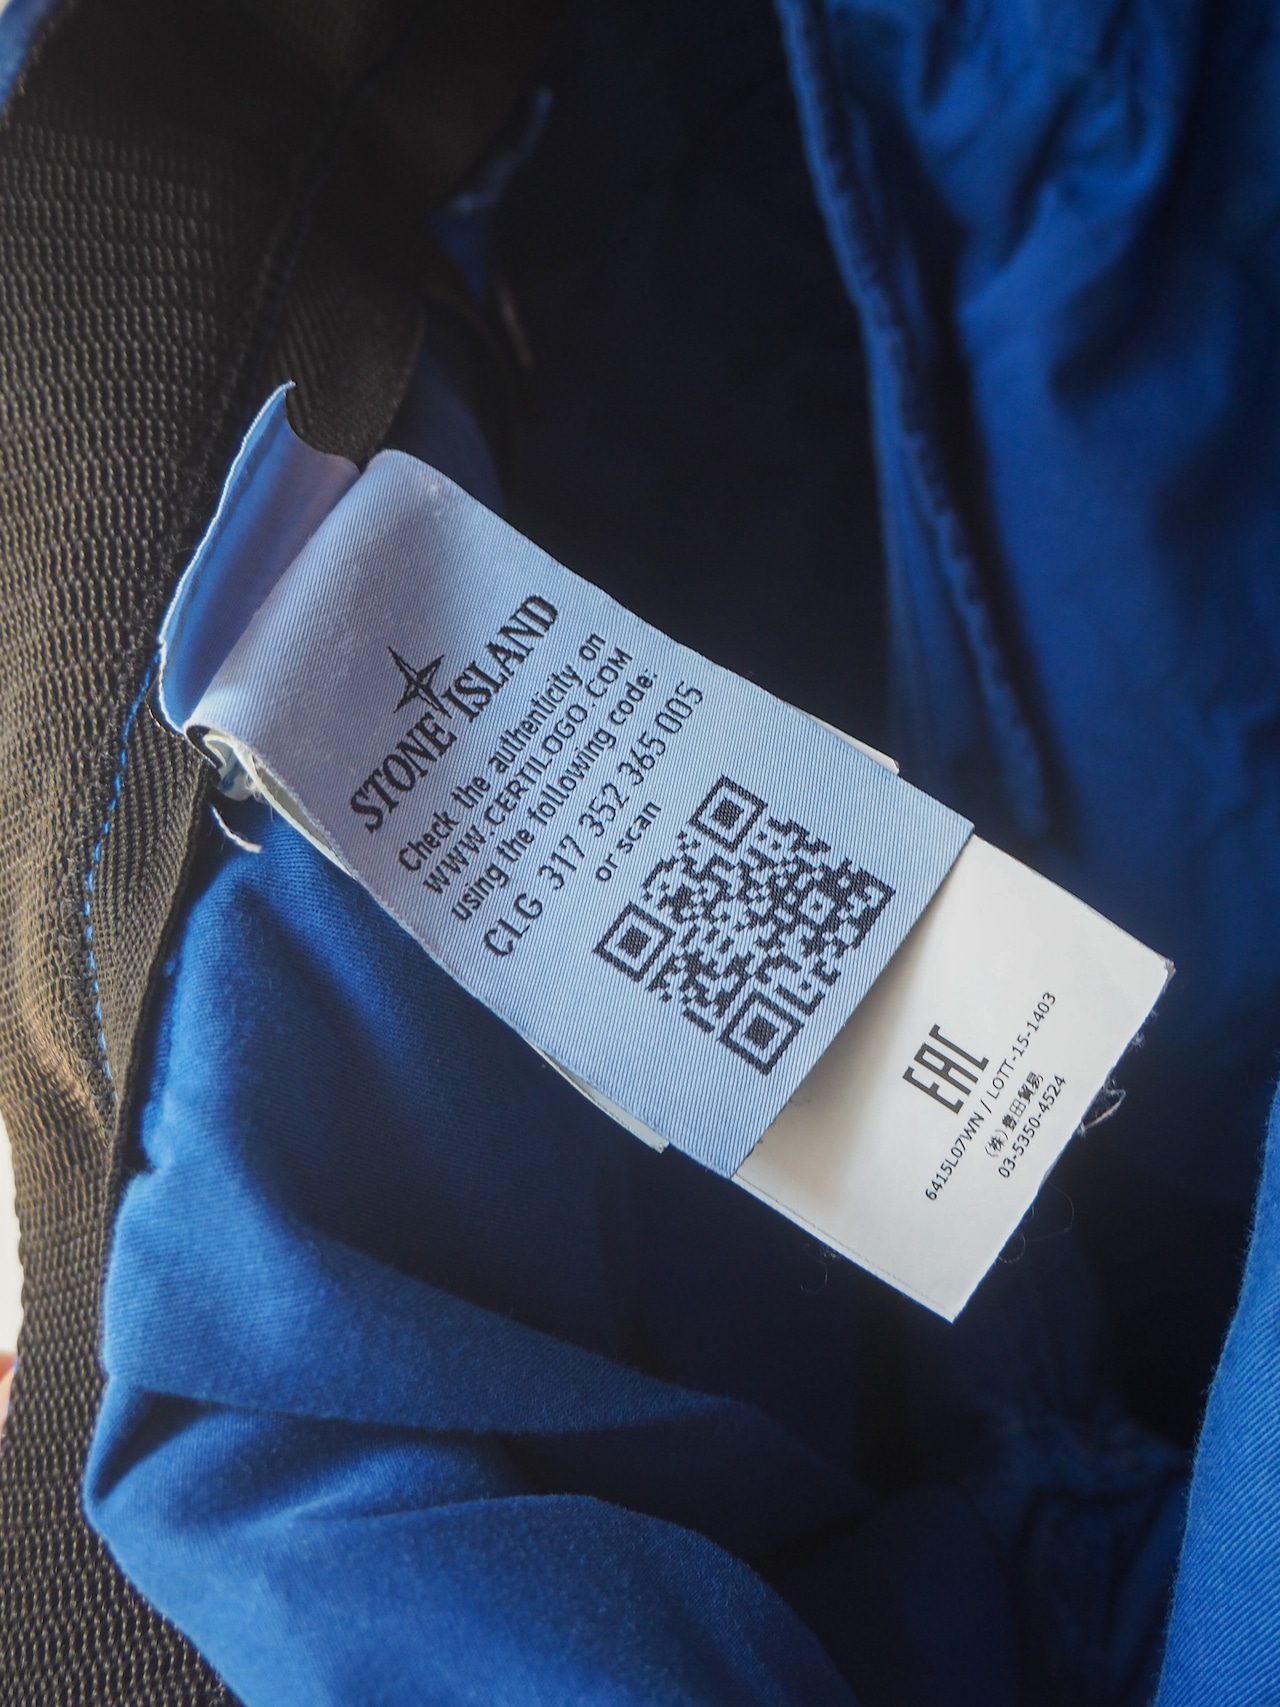 STONE ISLAND
Check the authenticity on
WWW.CERTILOGO.COM
using the following code:
CLG 317 352 365 005
or scan
EAC
6415L07WN / LOTT-15-1403
(株)豊田貿易
03-5350-4524